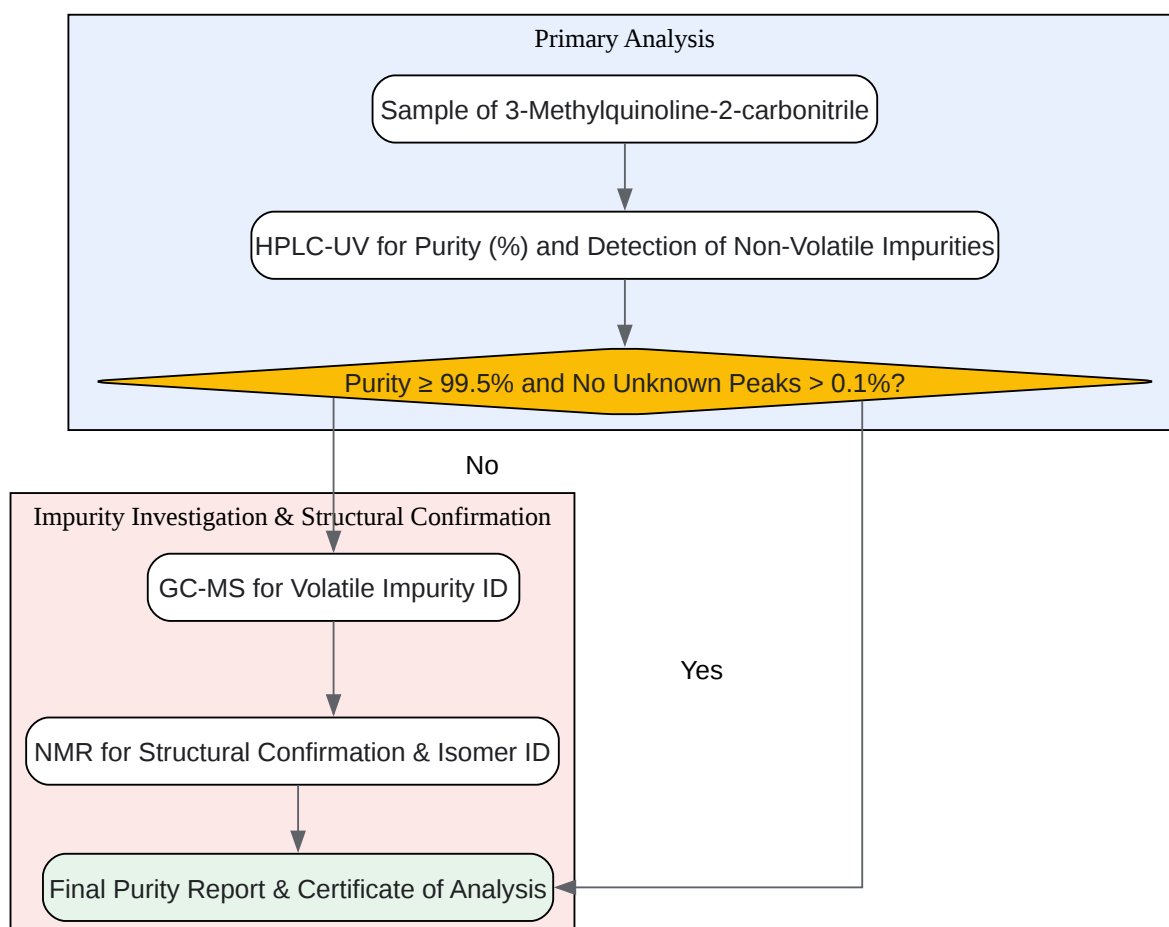 Primary Analysis
Sample of 3-Methylquinoline-2-carbonitrile
HPLC-UV for Purity (%) and Detection of Non-Volatile Impurities
Purity ≥ 99.5% and No Unknown Peaks > 0.1%?
No
Impurity Investigation & Structural Confirmation
GC-MS for Volatile Impurity ID
Yes
NMR for Structural Confirmation & Isomer ID
Final Purity Report & Certificate of Analysis